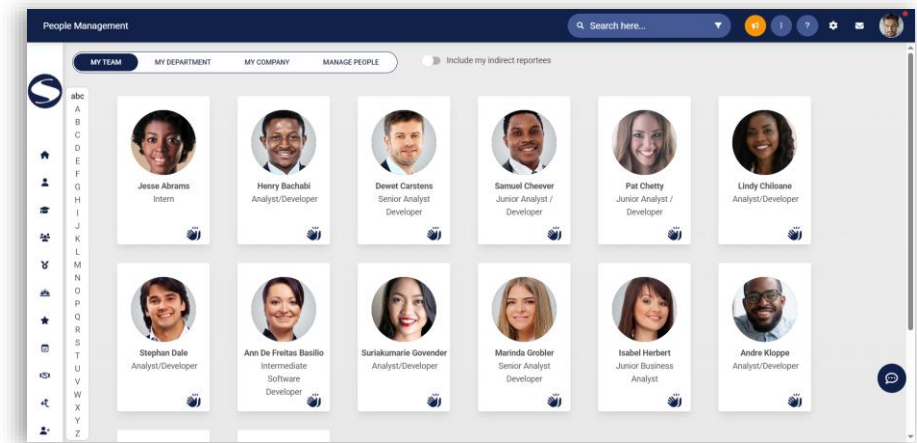 People Management
Search here...
MY TEAM MY DEPARTMENT MY COMPANY MANAGE PEOPLE
Include my indirect reportees
S
abc
A
B
C
D
E
F
G
H
I
J
K
L
M
N
O
P
Q
R
S
T
U
V
W
X
Y
Z
Jesse Abrams
Intern
Henry Bachabi
Analyst/Developer
Dewet Carstens
Senior Analyst
Developer
Samuel Cheever
Junior Analyst /
Developer
Pat Chetty
Junior Analyst /
Developer
Lindy Chiloane
Analyst/Developer
Stephan Dale
Analyst/Developer
Ann De Freitas Basilio
Intermediate
Software
Developer
Suriakumarie Govender
Analyst/Developer
Marinda Grobler
Senior Analyst
Developer
Isabel Herbert
Junior Business
Analyst
Andre Kloppe
Analyst/Developer